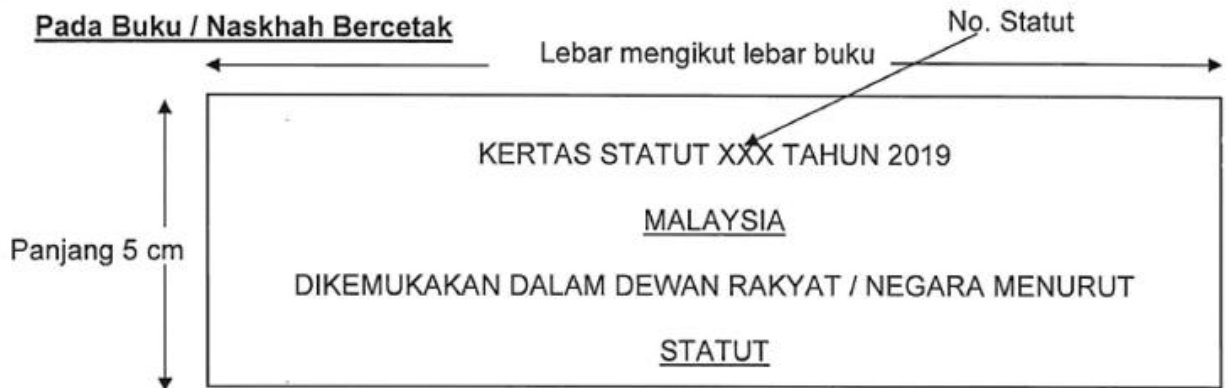 Pada Buku / Naskhah Bercetak
No. Statut
Lebar mengikut lebar buku
KERTAS STATUT XXX TAHUN 2019
MALAYSIA
Panjang 5 cm
DIKEMUKAKAN DALAM DEWAN RAKYAT / NEGARA MENURUT
STATUT